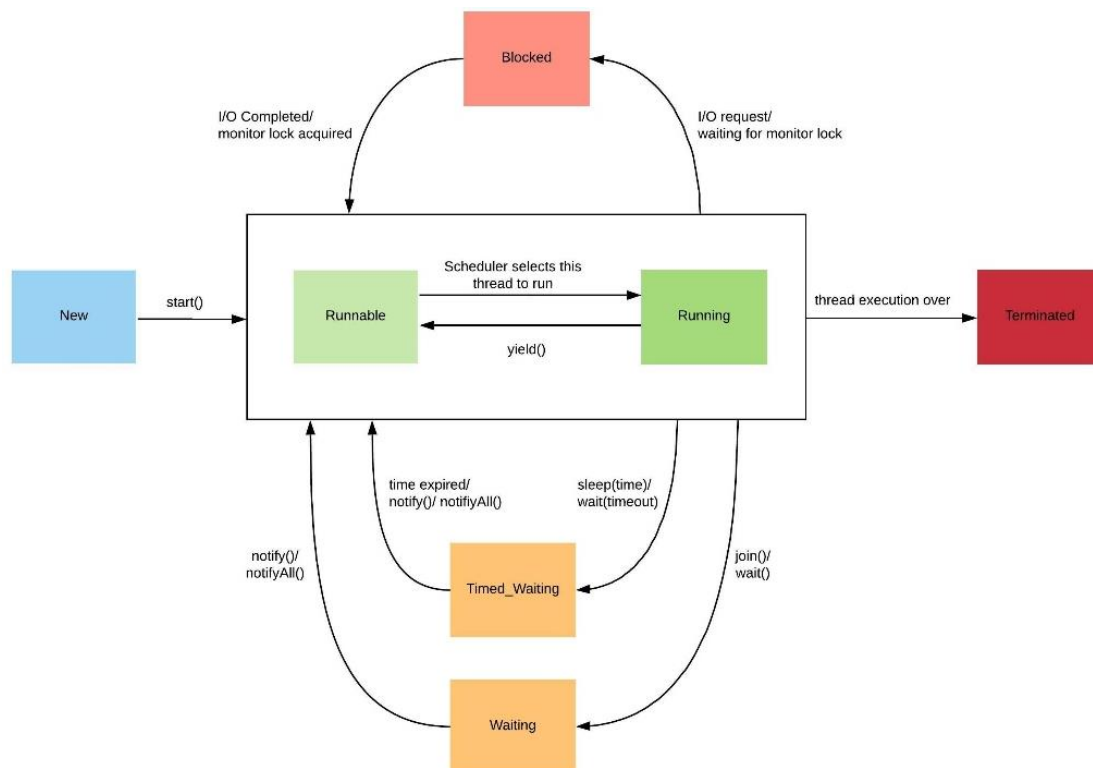 Blocked
I/O Completed/
monitor lock acquired
I/O request/
waiting for monitor lock
New
start()
Runnable
Scheduler selects this
thread to run
yield()
Running
thread execution over
Terminated
time expired/
notify()/ notifiyAll()
sleep(time)/
wait(timeout)
notify()/
notifyAll()
join()/
wait()
Timed_Waiting
Waiting